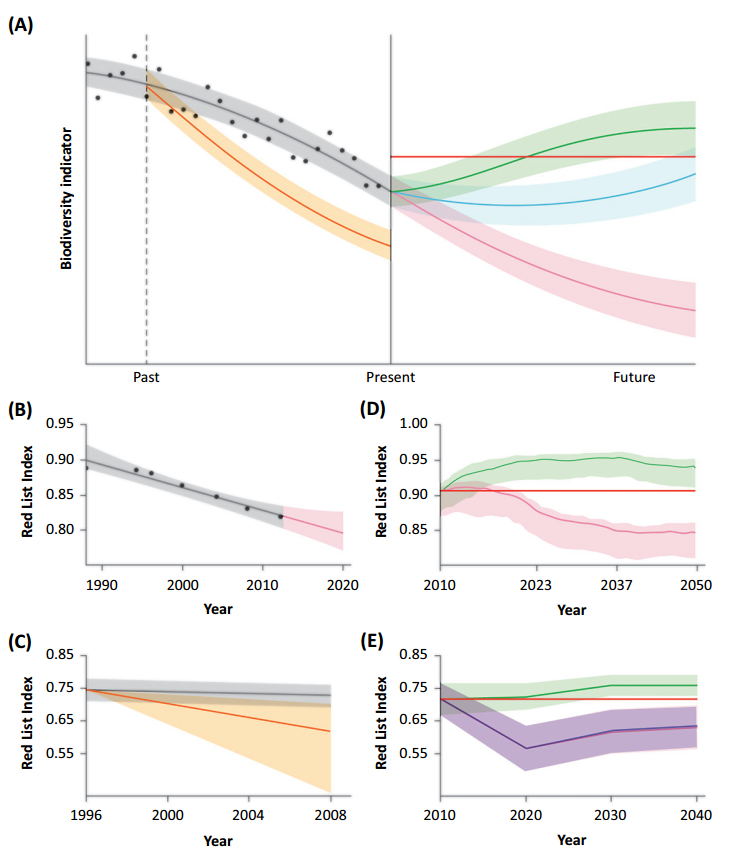 (A)
Biodiversity indicator
Past Present Future
(B)
Red List Index
0.95
0.90
0.85
0.80
1990 2000 2010 2020
Year
(D)
Red List Index
1.00
0.95
0.90
0.85
2010 2023 2037 2050
Year
(C)
Red List Index
0.85
0.75
0.65
0.55
1996 2000 2004 2008
Year
(E)
Red List Index
0.85
0.75
0.65
0.55
2010 2020 2030 2040
Year